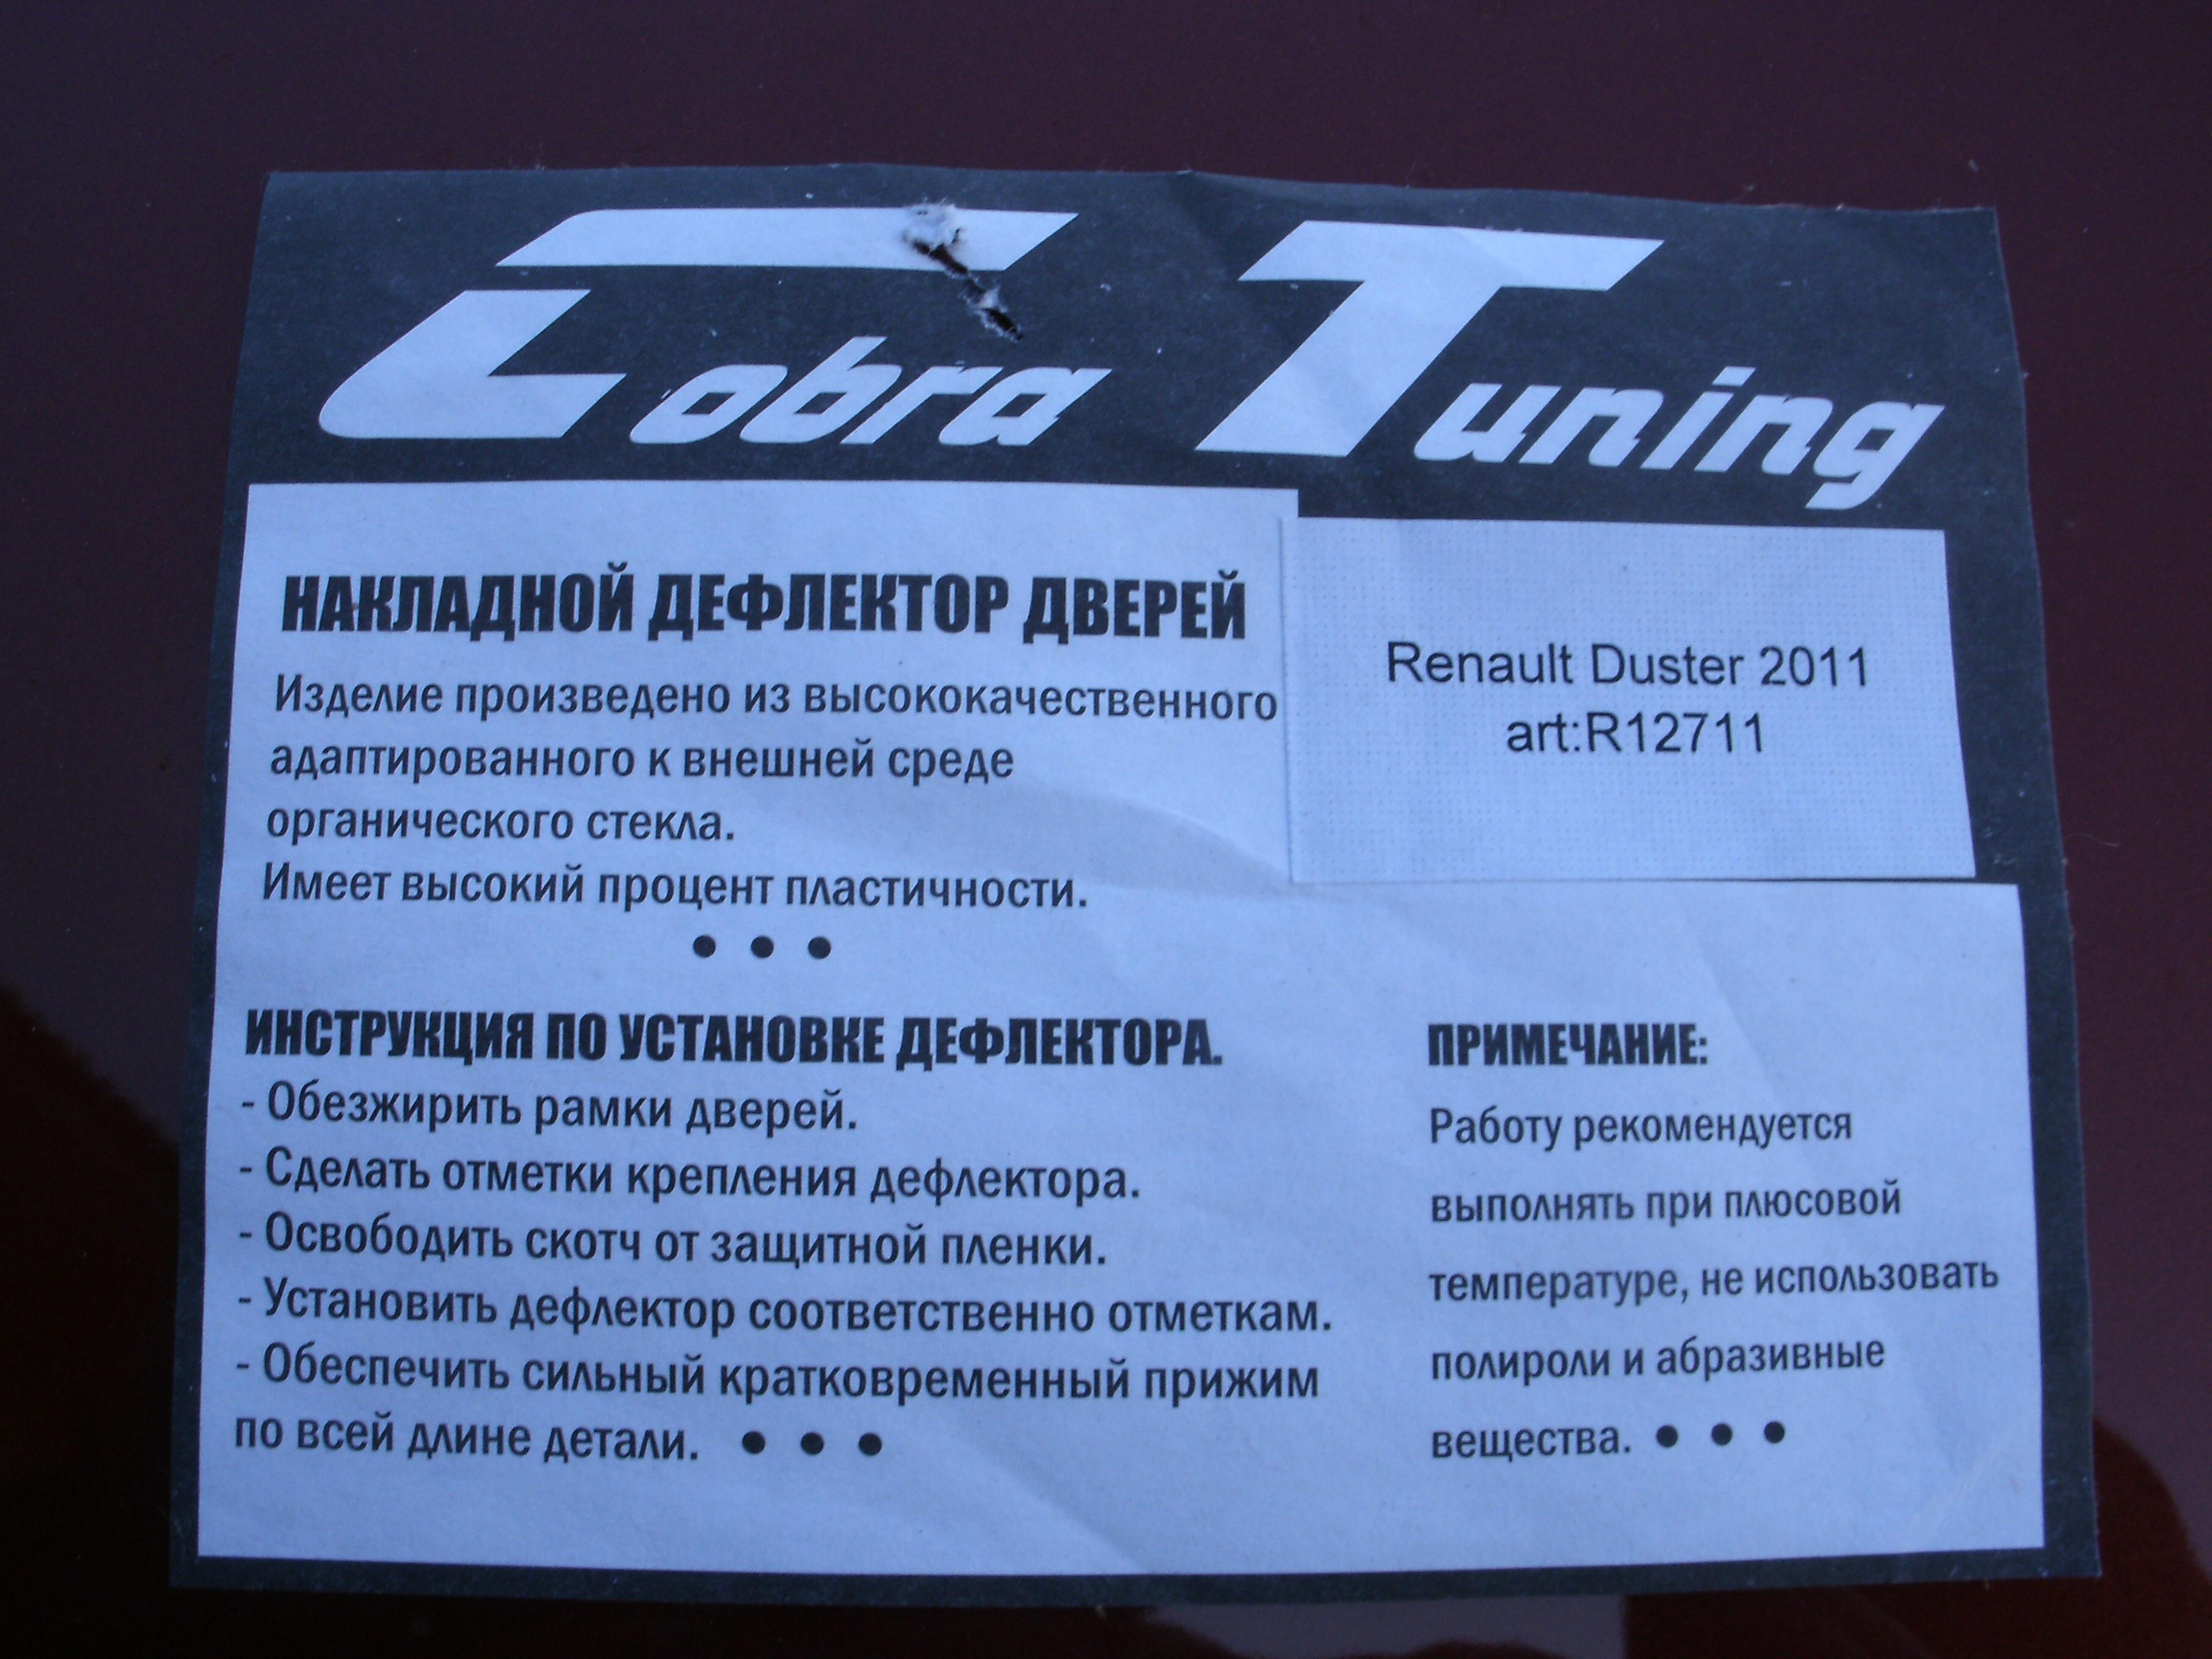 Cobra Tuning
НАКЛАДНОЙ ДЕФЛЕКТОР ДВЕРЕЙ
Изделие произведено из высококачественного
адаптированного к внешней среде
органического стекла.
Имеет высокий процент пластичности.
• • •
Renault Duster 2011
art:R12711
ИНСТРУКЦИЯ ПО УСТАНОВКЕ ДЕФЛЕКТОРА.
- Обезжирить рамки дверей.
- Сделать отметки крепления дефлектора.
- Освободить скотч от защитной пленки.
- Установить дефлектор соответственно отметкам.
- Обеспечить сильный кратковременный прижим
по всей длине детали. • • •
ПРИМЕЧАНИЕ:
Работу рекомендуется
выполнять при плюсовой
температуре, не использовать
полироли и абразивные
вещества. • • •